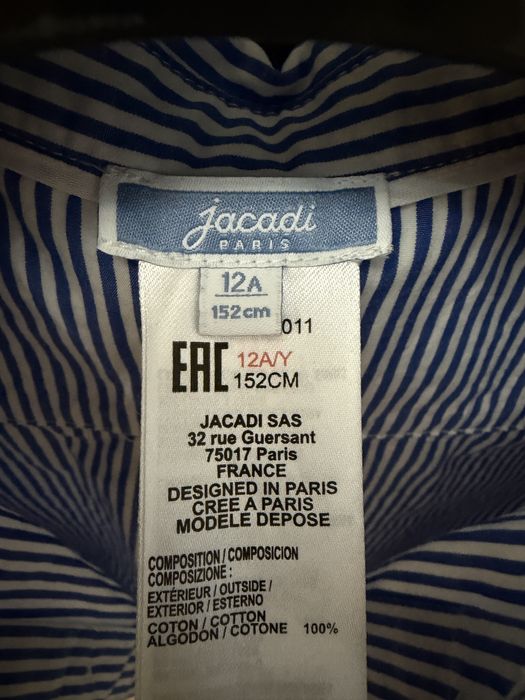 jacadi
PARIS
12A
152cm
011
EAC 12A/Y
152CM
JACADI SAS
32 rue Guersant
75017 Paris
FRANCE
DESIGNED IN PARIS
CREE A PARIS
MODELE DEPOSE
COMPOSITION / COMPOSICION
COMPOSIZIONE :
EXTÉRIEUR / OUTSIDE /
EXTERIOR / ESTERNO
COTON / COTTON
ALGODÓN / COTONE 100%